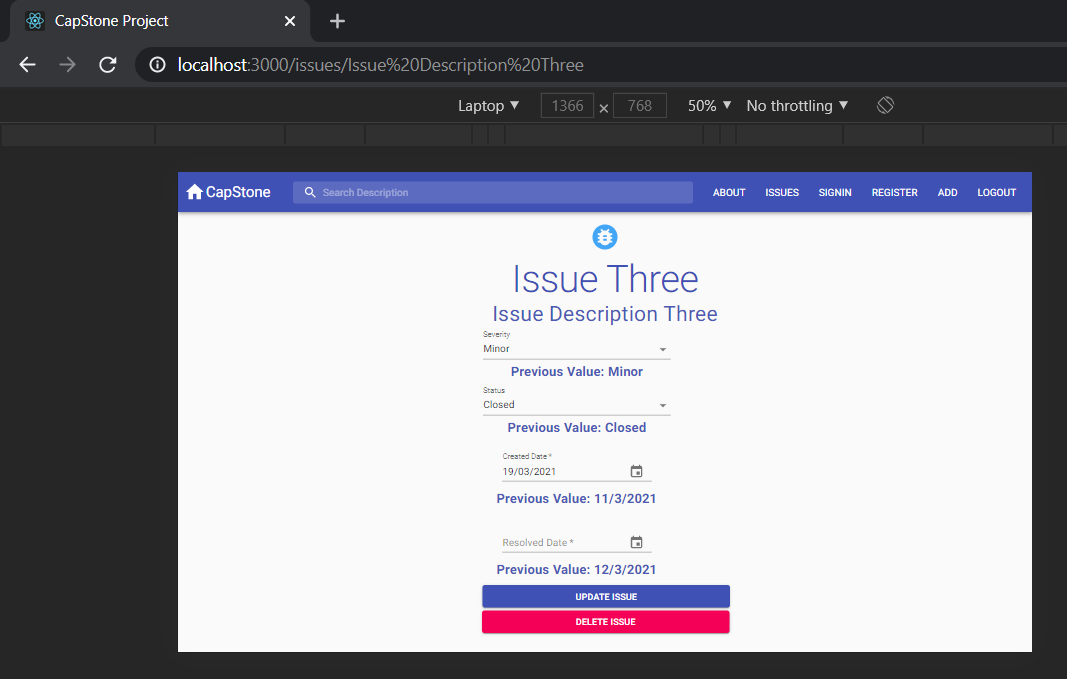 CapStone Project
localhost:3000/issues/Issue%20Description%20Three
Laptop 1366 × 768 50% No throttling
CapStone Search Description ABOUT ISSUES SIGNIN REGISTER ADD LOGOUT
Issue Three
Issue Description Three
Severity
Minor
Previous Value: Minor
Status
Closed
Previous Value: Closed
Created Date *
19/03/2021
Previous Value: 11/3/2021
Resolved Date *
Previous Value: 12/3/2021
UPDATE ISSUE
DELETE ISSUE